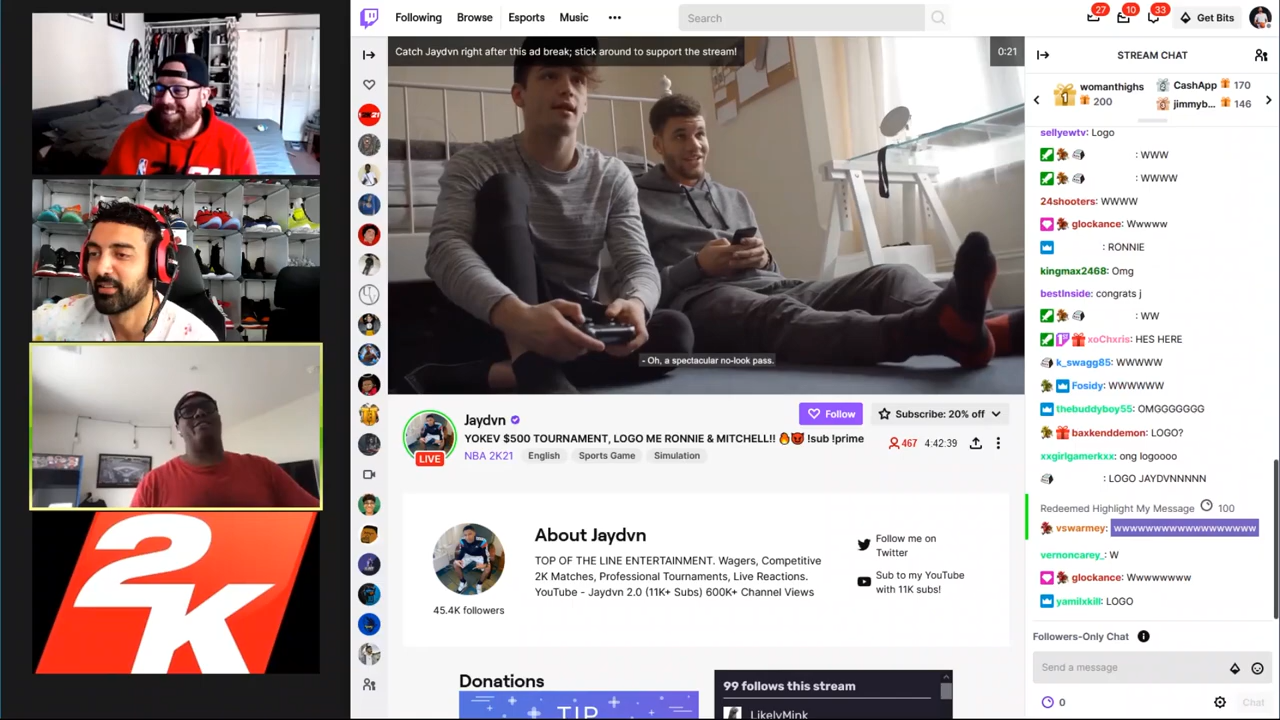 Following
Browse
Esports
Music
Search
27
10
33
Get Bits
Catch Jaydvn right after this ad break; stick around to support the stream!
0:21
- Oh, a spectacular no-look pass.
Jaydvn
Follow
Subscribe: 20% off
YOKEV $500 TOURNAMENT, LOGO ME RONNIE & MITCHELL!! !sub !prime
467 4:42:39
LIVE
NBA 2K21 English Sports Game Simulation
About Jaydvn
TOP OF THE LINE ENTERTAINMENT. Wagers, Competitive
2K Matches, Professional Tournaments, Live Reactions.
YouTube - Jaydvn 2.0 (11K+ Subs) 600K+ Channel Views
45.4K followers
Follow me on
Twitter
Sub to my YouTube
with 11K subs!
Donations
TIP
99 follows this stream
LikelyMink
STREAM CHAT
womanthighs
200
CashApp 170
jimmyb... 146
sellyewtv: Logo
: WWW
: WWWW
24shooters: WWWW
glockance: Wwwww
: RONNIE
kingmax2468: Omg
bestInside: congrats j
: WW
xoChxris: HES HERE
k_swagg85: WWWWW
Fosidy: WWWWWW
thebuddyboy55: OMGGGGGG
baxkenddemon: LOGO?
xxgirlgamerkxx: ong logoooo
: LOGO JAYDVNNNNN
Redeemed Highlight My Message 100
vswarmey: wwwwwwwwwwwwwwwwww
vernoncarey_: W
glockance: Wwwwwwww
yamilxkill: LOGO
Followers-Only Chat
Send a message
0
Chat
2K